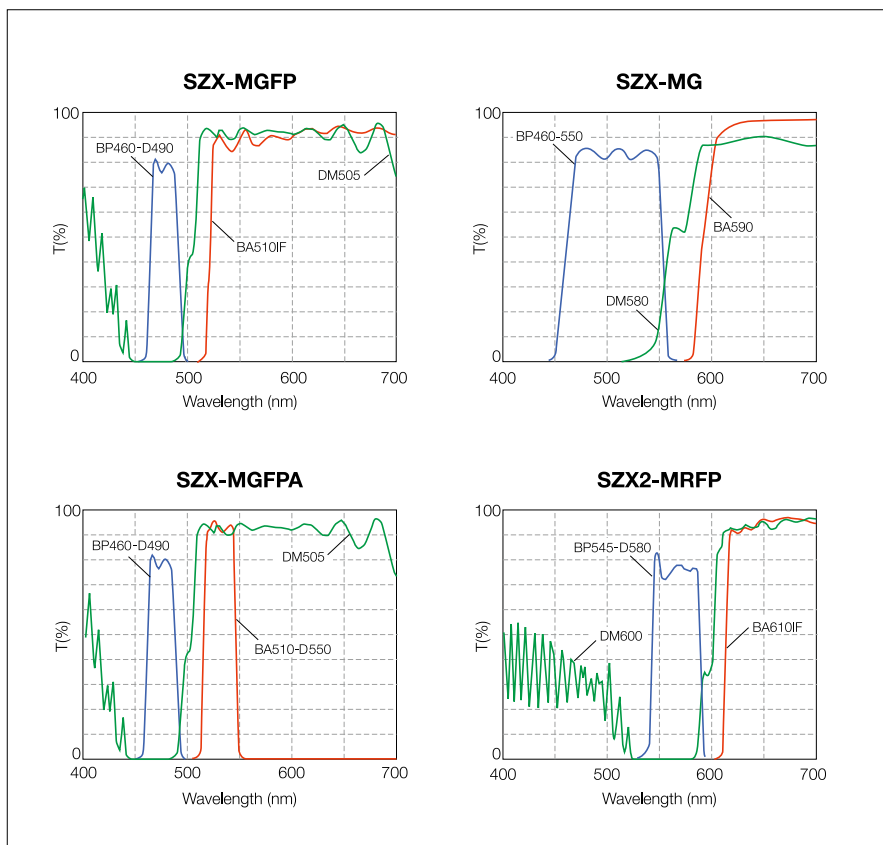 SZX-MGFP
100
BP460-D490
DM505
BA510IF
T(%)
0
400
500
600
700
Wavelength (nm)
SZX-MG
100
BP460-550
BA590
DM580
T(%)
0
400
500
600
700
Wavelength (nm)
SZX-MGFPA
100
BP460-D490
DM505
BA510-D550
T(%)
0
400
500
600
700
Wavelength (nm)
SZX2-MRFP
100
BP545-D580
DM600
BA610IF
T(%)
0
400
500
600
700
Wavelength (nm)